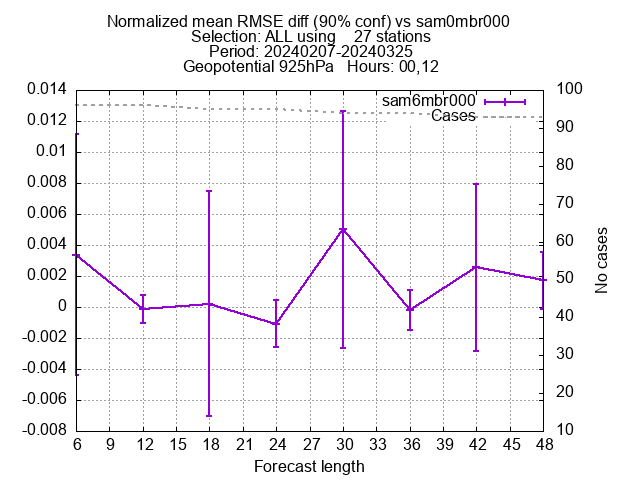 Normalized mean RMSE diff (90% conf) vs sam0mbr000
Selection: ALL using    27 stations
Period: 20240207-20240325
Geopotential 925hPa   Hours: 00,12
sam6mbr000
Cases
0.014
0.012
0.01
0.008
0.006
0.004
0.002
0
-0.002
-0.004
-0.006
-0.008
100
90
80
70
60
50
40
30
20
10
No cases
6 9 12 15 18 21 24 27 30 33 36 39 42 45 48
Forecast length